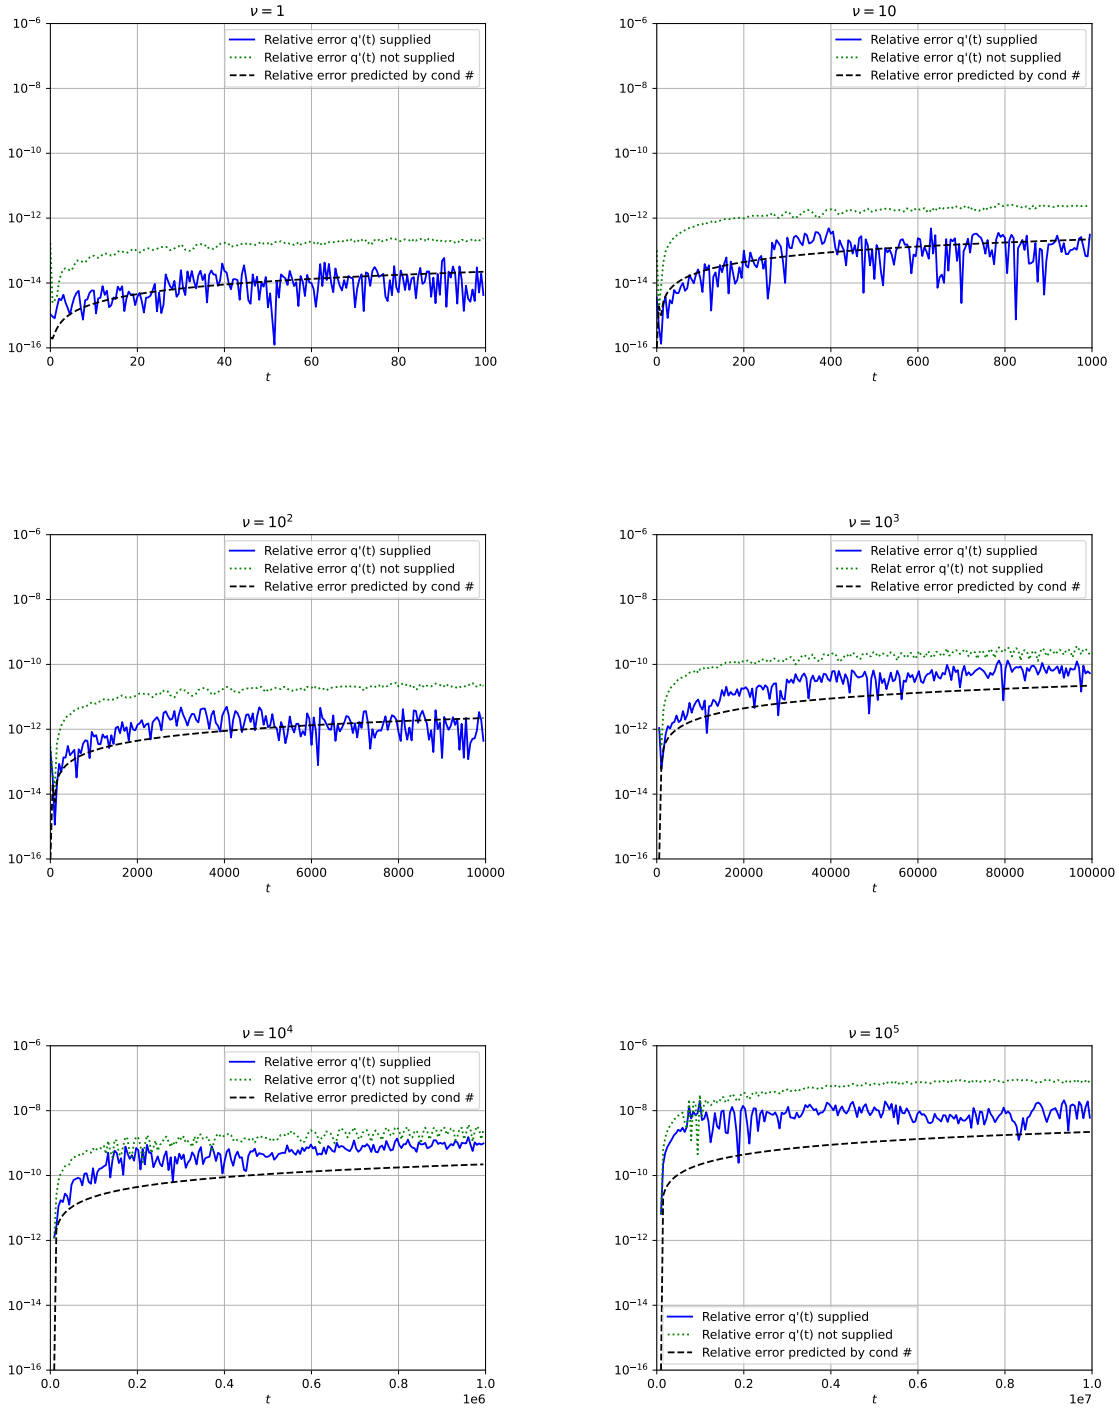 ν = 1
10⁻⁶
10⁻⁸
10⁻¹⁰
10⁻¹²
10⁻¹⁴
10⁻¹⁶
Relative error q'(t) supplied
Relative error q'(t) not supplied
Relative error predicted by cond #
0 20 40 60 80 100
t
ν = 10
10⁻⁶
10⁻⁸
10⁻¹⁰
10⁻¹²
10⁻¹⁴
10⁻¹⁶
Relative error q'(t) supplied
Relative error q'(t) not supplied
Relative error predicted by cond #
0 200 400 600 800 1000
t
ν = 10²
10⁻⁶
10⁻⁸
10⁻¹⁰
10⁻¹²
10⁻¹⁴
10⁻¹⁶
Relative error q'(t) supplied
Relative error q'(t) not supplied
Relative error predicted by cond #
0 2000 4000 6000 8000 10000
t
ν = 10³
10⁻⁶
10⁻⁸
10⁻¹⁰
10⁻¹²
10⁻¹⁴
10⁻¹⁶
Relative error q'(t) supplied
Relat error q'(t) not supplied
Relative error predicted by cond #
0 20000 40000 60000 80000 100000
t
ν = 10⁴
10⁻⁶
10⁻⁸
10⁻¹⁰
10⁻¹²
10⁻¹⁴
10⁻¹⁶
Relative error q'(t) supplied
Relative error q'(t) not supplied
Relative error predicted by cond #
0.0 0.2 0.4 0.6 0.8 1.0
t
1e6
ν = 10⁵
10⁻⁶
10⁻⁸
10⁻¹⁰
10⁻¹²
10⁻¹⁴
10⁻¹⁶
Relative error q'(t) supplied
Relative error q'(t) not supplied
Relative error predicted by cond #
0.0 0.2 0.4 0.6 0.8 1.0
t
1e7